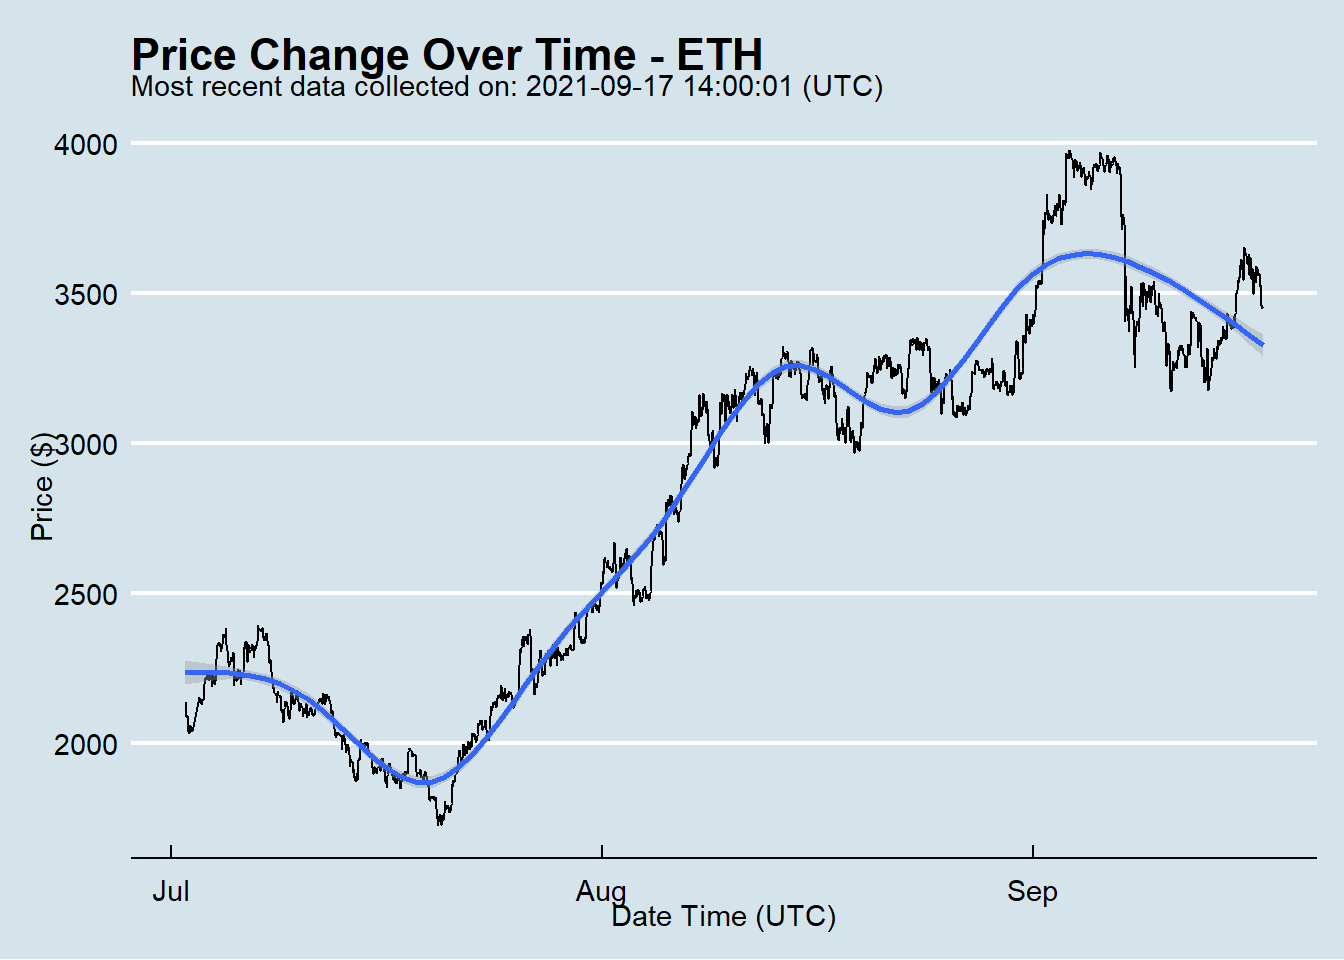 Price Change Over Time - ETH
Most recent data collected on: 2021-09-17 14:00:01 (UTC)
4000
3500
3000
2500
2000
Price ($)
Jul
Aug
Sep
Date Time (UTC)